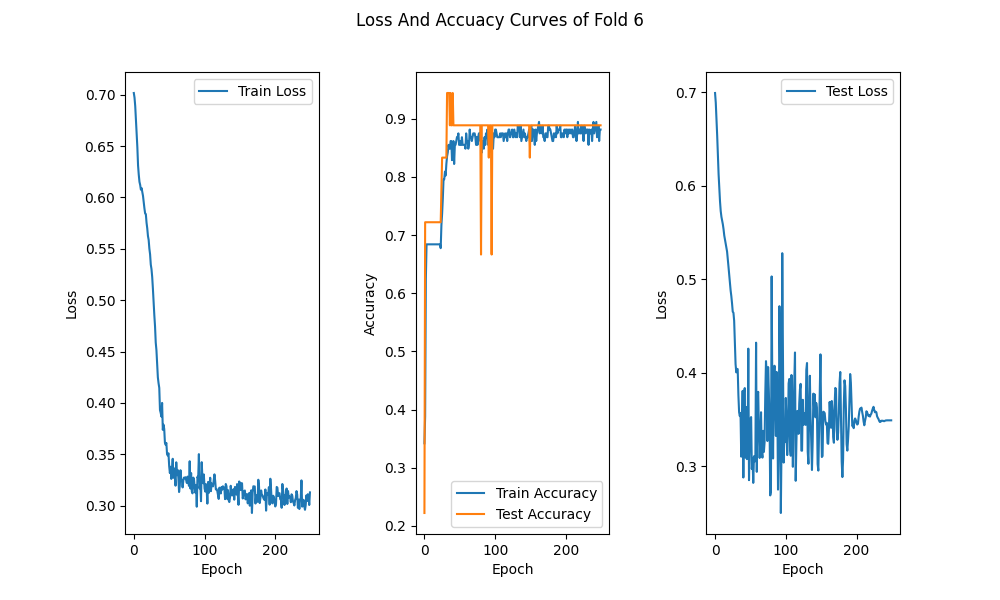 Loss And Accuacy Curves of Fold 6
Train Loss
0.70
0.65
0.60
0.55
0.50
0.45
0.40
0.35
0.30
Loss
0 100 200
Epoch
0.9
0.8
0.7
0.6
0.5
0.4
0.3
0.2
Accuracy
Train Accuracy
Test Accuracy
0 100 200
Epoch
Test Loss
0.7
0.6
0.5
0.4
0.3
Loss
0 100 200
Epoch